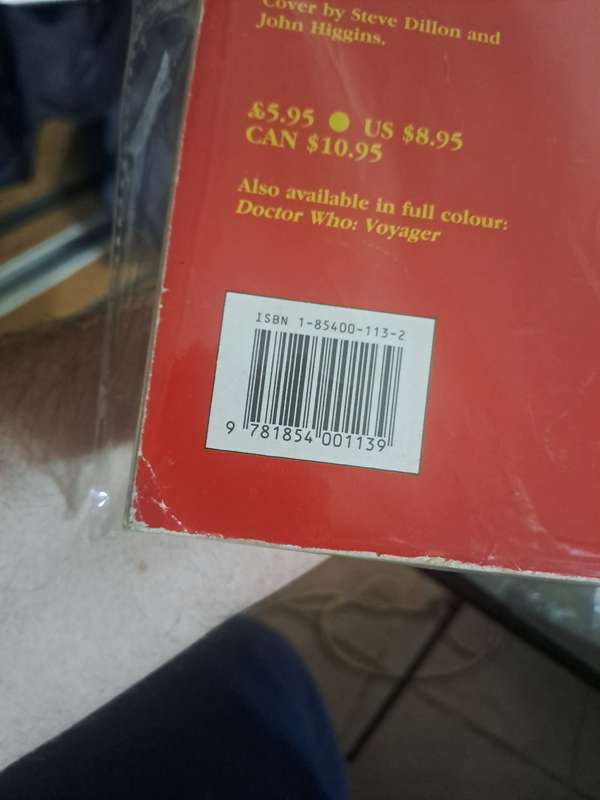 Cover by Steve Dillon and
John Higgins.
£5.95 ● US $8.95
CAN $10.95
Also available in full colour:
Doctor Who: Voyager
ISBN 1-85400-113-2
9 781854 001139